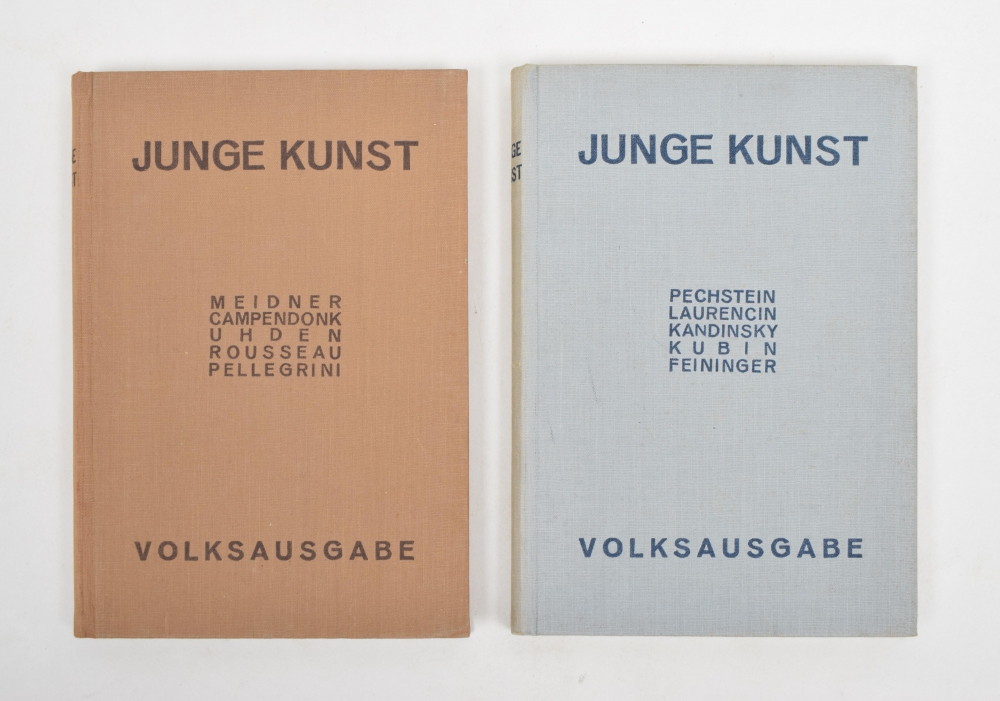 JUNGE KUNST
MEIDNER
CAMPENDONK
UHDEN
ROUSSEAU
PELLEGRINI
VOLKSAUSGABE
JUNGE KUNST
PECHSTEIN
LAURENCIN
KANDINSKY
KUBIN
FEININGER
VOLKSAUSGABE